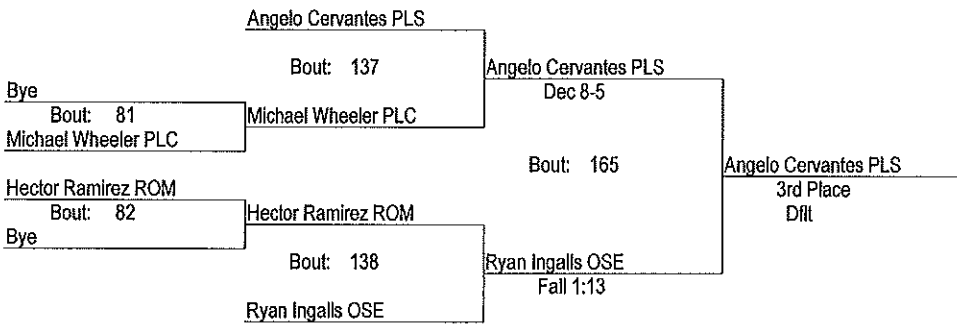 Angelo Cervantes PLS
Bout: 137
Angelo Cervantes PLS
Bye
Dec 8-5
Bout: 81
Michael Wheeler PLC
Michael Wheeler PLC
Bout: 165
Angelo Cervantes PLS
Hector Ramirez ROM
3rd Place
Bout: 82
Hector Ramirez ROM
Dflt
Bye
Bout: 138
Ryan Ingalls OSE
Fall 1:13
Ryan Ingalls OSE